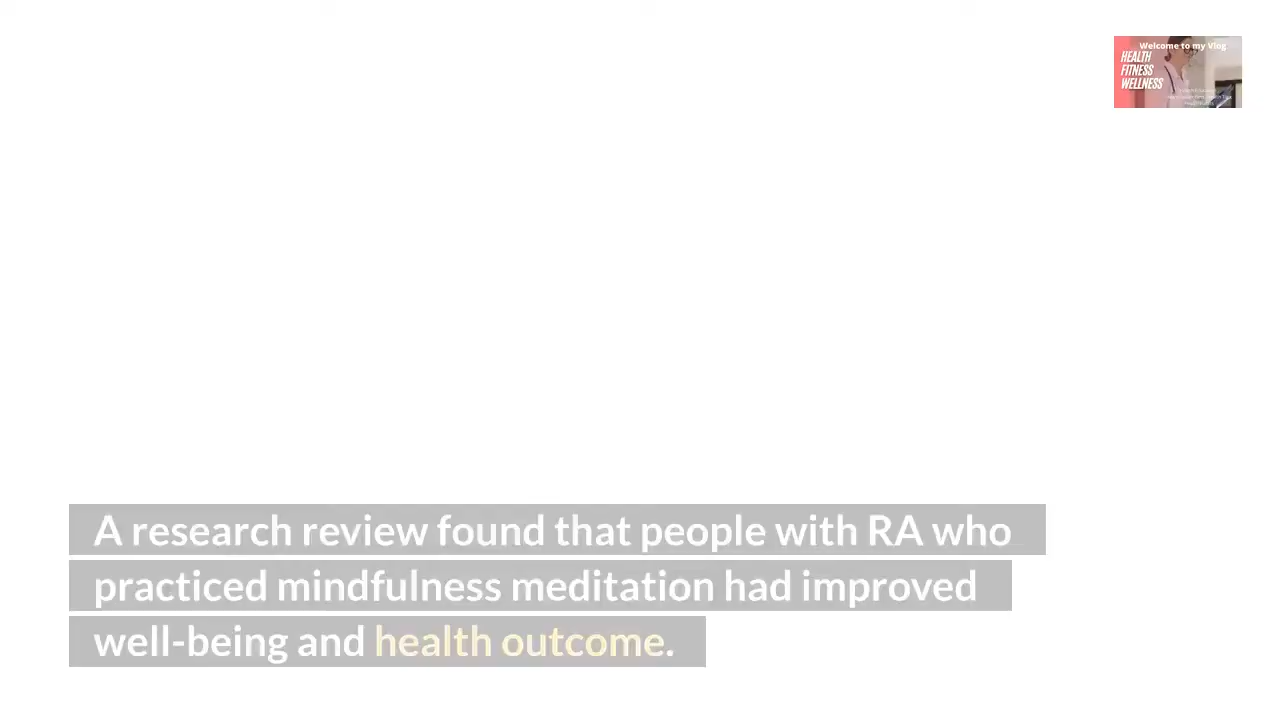 Welcome to my Vlog
HEALTH
FITNESS
WELLNESS
A research review found that people with RA who
practiced mindfulness meditation had improved
well-being and health outcome.